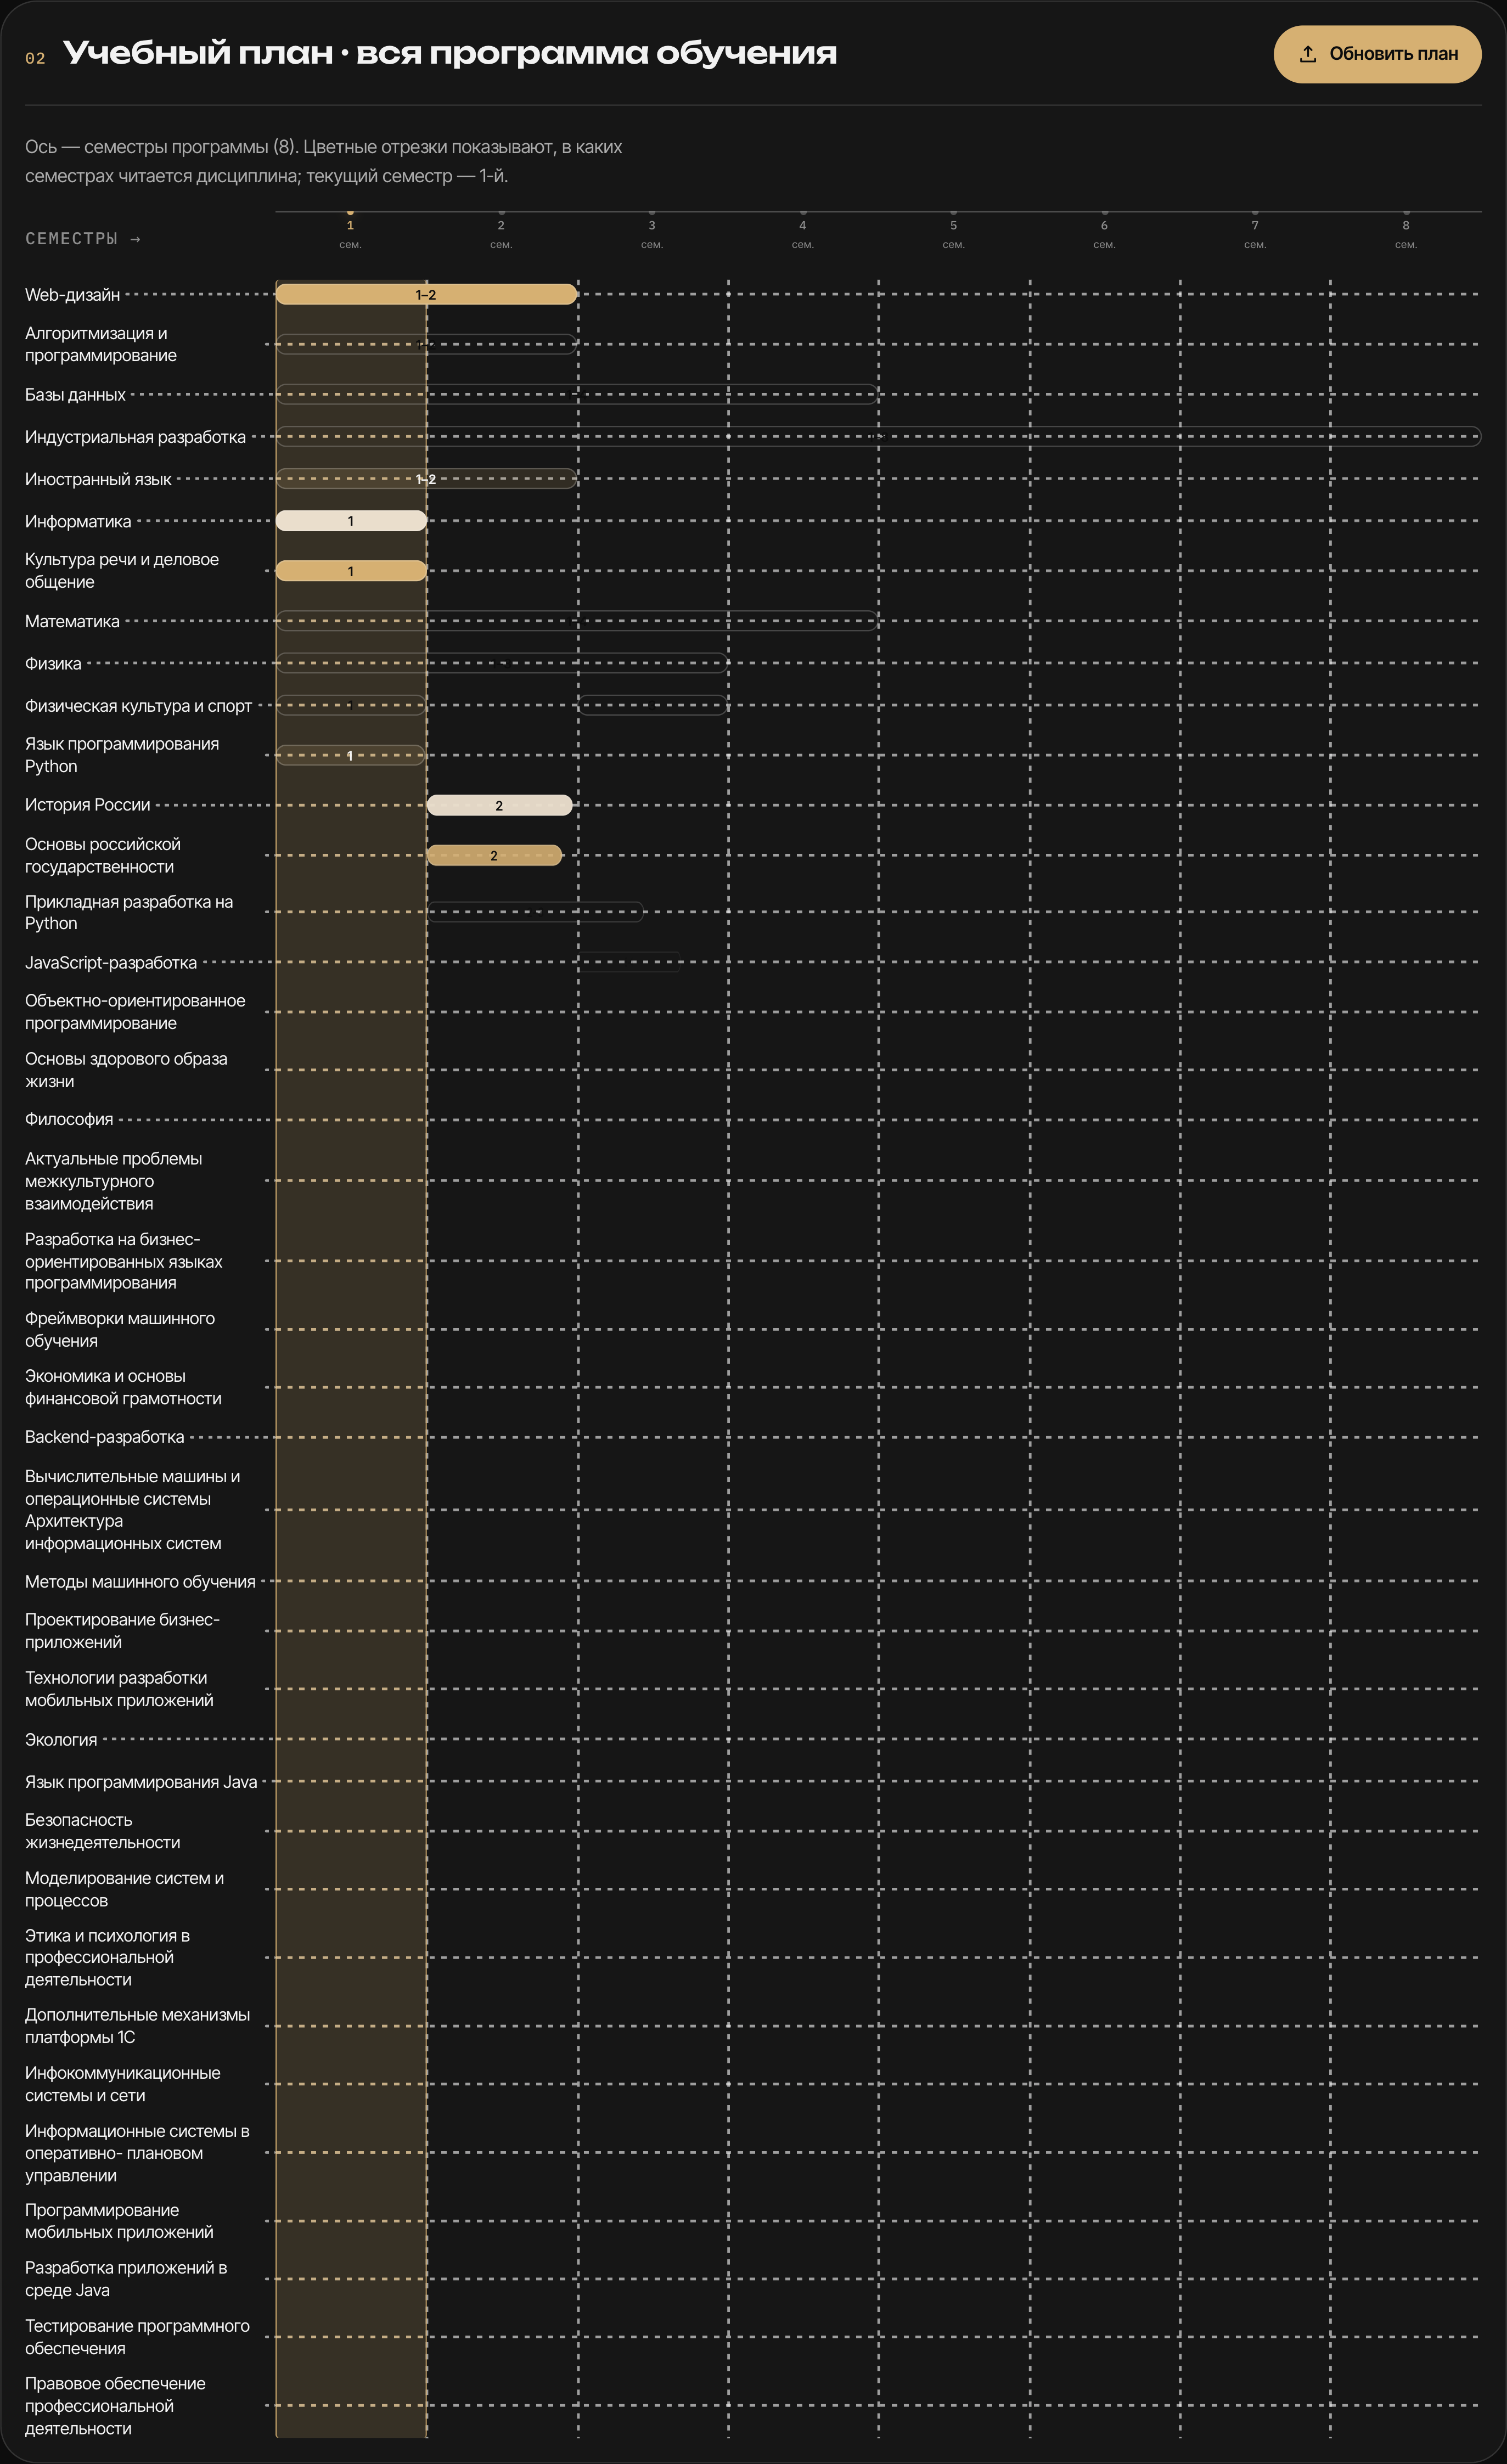 02 Учебный план · вся программа обучения
Обновить план
Ось — семестры программы (8). Цветные отрезки показывают, в каких
семестрах читается дисциплина; текущий семестр — 1-й.
СЕМЕСТРЫ →
1 2 3 4 5 6 7 8
сем. сем. сем. сем. сем. сем. сем. сем.
Web-дизайн 1–2
Алгоритмизация и
программирование
Базы данных
Индустриальная разработка
Иностранный язык 1–2
Информатика 1
Культура речи и деловое
общение
1
Математика
Физика
Физическая культура и спорт 1
Язык программирования
Python
1
История России 2
Основы российской
государственности
2
Прикладная разработка на
Python
JavaScript-разработка
Объектно-ориентированное
программирование
Основы здорового образа
жизни
Философия
Актуальные проблемы
межкультурного
взаимодействия
Разработка на бизнес-
ориентированных языках
программирования
Фреймворки машинного
обучения
Экономика и основы
финансовой грамотности
Backend-разработка
Вычислительные машины и
операционные системы
Архитектура
информационных систем
Методы машинного обучения
Проектирование бизнес-
приложений
Технологии разработки
мобильных приложений
Экология
Язык программирования Java
Безопасность
жизнедеятельности
Моделирование систем и
процессов
Этика и психология в
профессиональной
деятельности
Дополнительные механизмы
платформы 1С
Инфокоммуникационные
системы и сети
Информационные системы в
оперативно- плановом
управлении
Программирование
мобильных приложений
Разработка приложений в
среде Java
Тестирование программного
обеспечения
Правовое обеспечение
профессиональной
деятельности